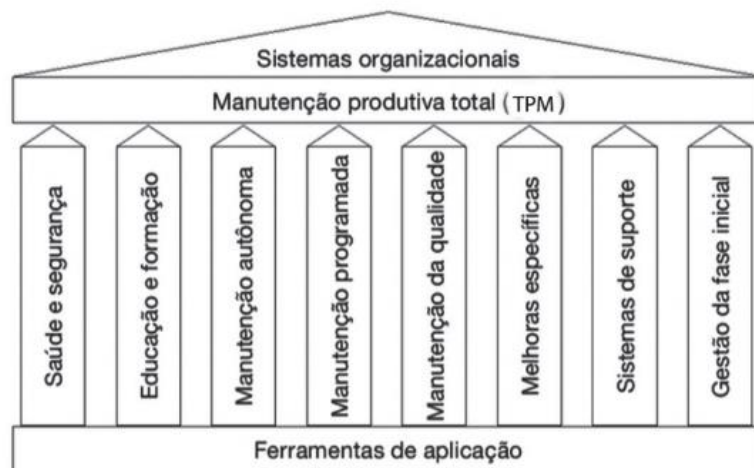 Sistemas organizacionais
Manutenção produtiva total (TPM)
Saúde e segurança
Educação e formação
Manutenção autônoma
Manutenção programada
Manutenção da qualidade
Melhoras específicas
Sistemas de suporte
Gestão da fase inicial
Ferramentas de aplicação